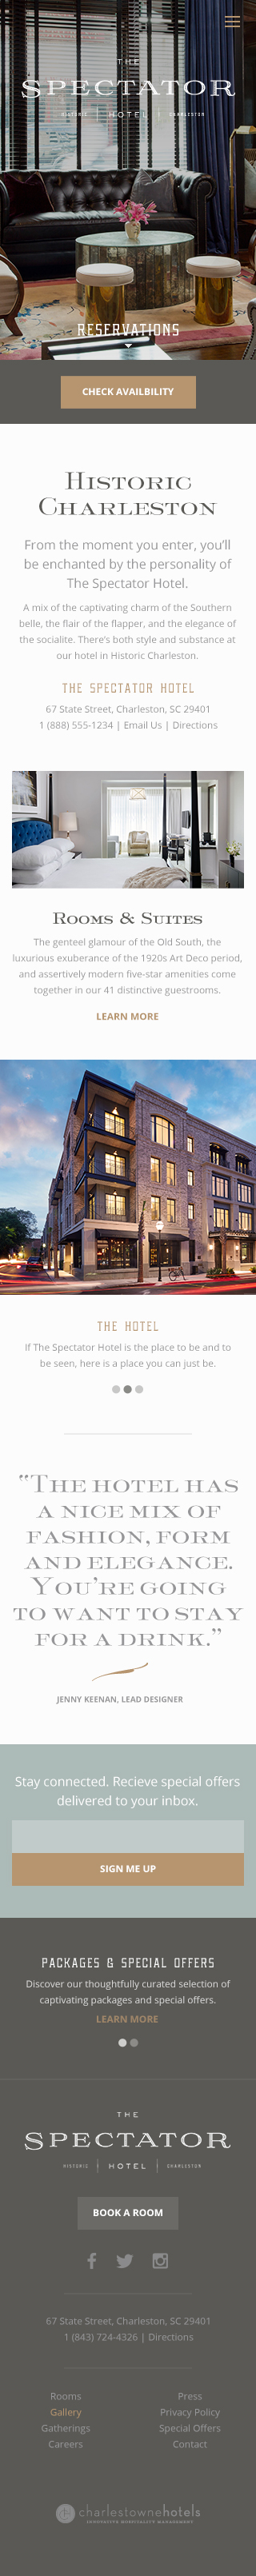 THE
SPECTATOR
HISTORIC | HOTEL | CHARLESTON
RESERVATIONS
CHECK AVAILBILITY
HISTORIC
CHARLESTON
From the moment you enter, you'll
be enchanted by the personality of
The Spectator Hotel.
A mix of the captivating charm of the Southern
belle, the flair of the flapper, and the elegance of
the socialite. There's both style and substance at
our hotel in Historic Charleston.
THE SPECTATOR HOTEL
67 State Street, Charleston, SC 29401
1 (888) 555-1234 | Email Us | Directions
ROOMS & SUITES
The genteel glamour of the Old South, the
luxurious exuberance of the 1920s Art Deco period,
and assertively modern five-star amenities come
together in our 41 distinctive guestrooms.
LEARN MORE
THE HOTEL
If The Spectator Hotel is the place to be and to
be seen, here is a place you can just be.
"THE HOTEL HAS
A NICE MIX OF
FASHION, FORM
AND ELEGANCE.
YOU'RE GOING
TO WANT TO STAY
FOR A DRINK."
JENNY KEENAN, LEAD DESIGNER
Stay connected. Recieve special offers
delivered to your inbox.
SIGN ME UP
PACKAGES & SPECIAL OFFERS
Discover our thoughtfully curated selection of
captivating packages and special offers.
LEARN MORE
THE
SPECTATOR
HISTORIC | HOTEL | CHARLESTON
BOOK A ROOM
67 State Street, Charleston, SC 29401
1 (843) 724-4326 | Directions
Rooms
Gallery
Gatherings
Careers
Press
Privacy Policy
Special Offers
Contact
charlestownehotels
INNOVATIVE HOSPITALITY MANAGEMENT